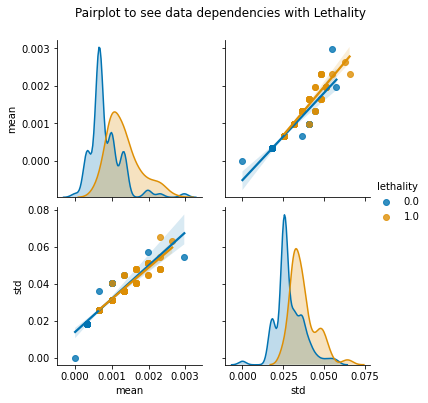 Pairplot to see data dependencies with Lethality
0.003
0.002
0.001
0.000
mean
lethality
0.0
1.0
0.08
0.06
0.04
0.02
0.00
std
0.000 0.001 0.002 0.003
mean
0.000 0.025 0.050 0.075
std